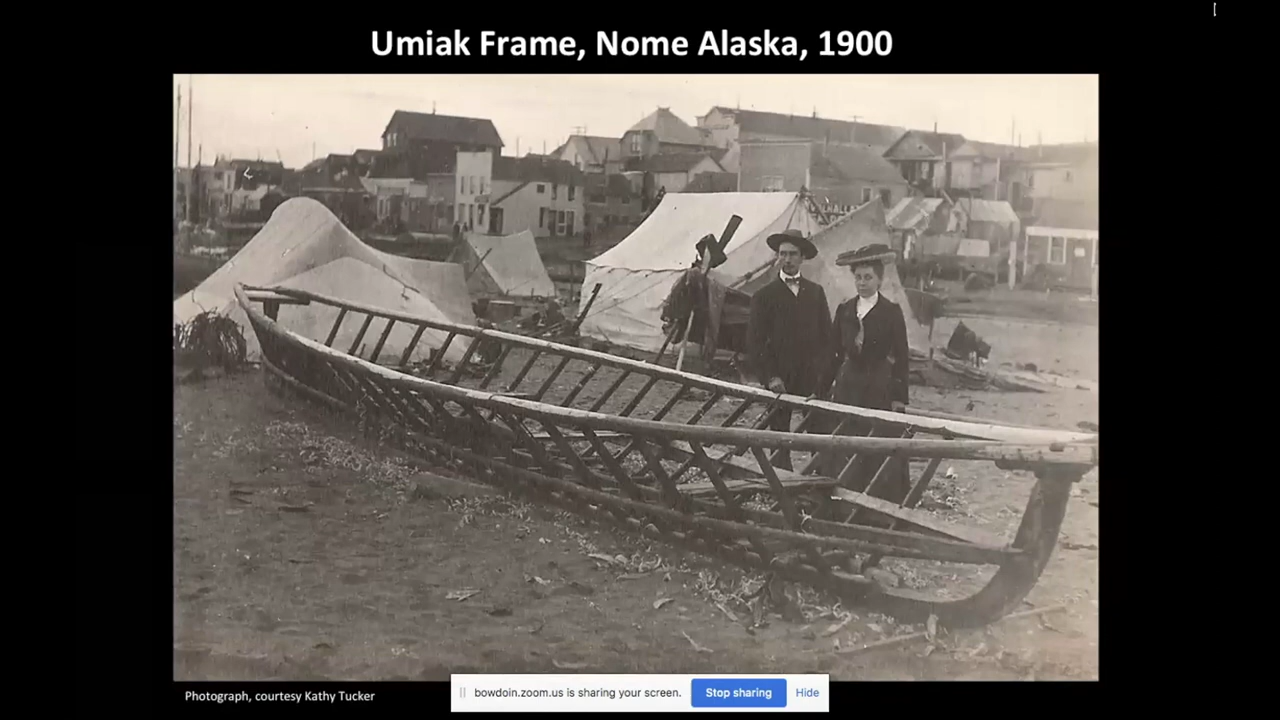 Umiak Frame, Nome Alaska, 1900
Photograph, courtesy Kathy Tucker
bowdoin.zoom.us is sharing your screen. Stop sharing Hide